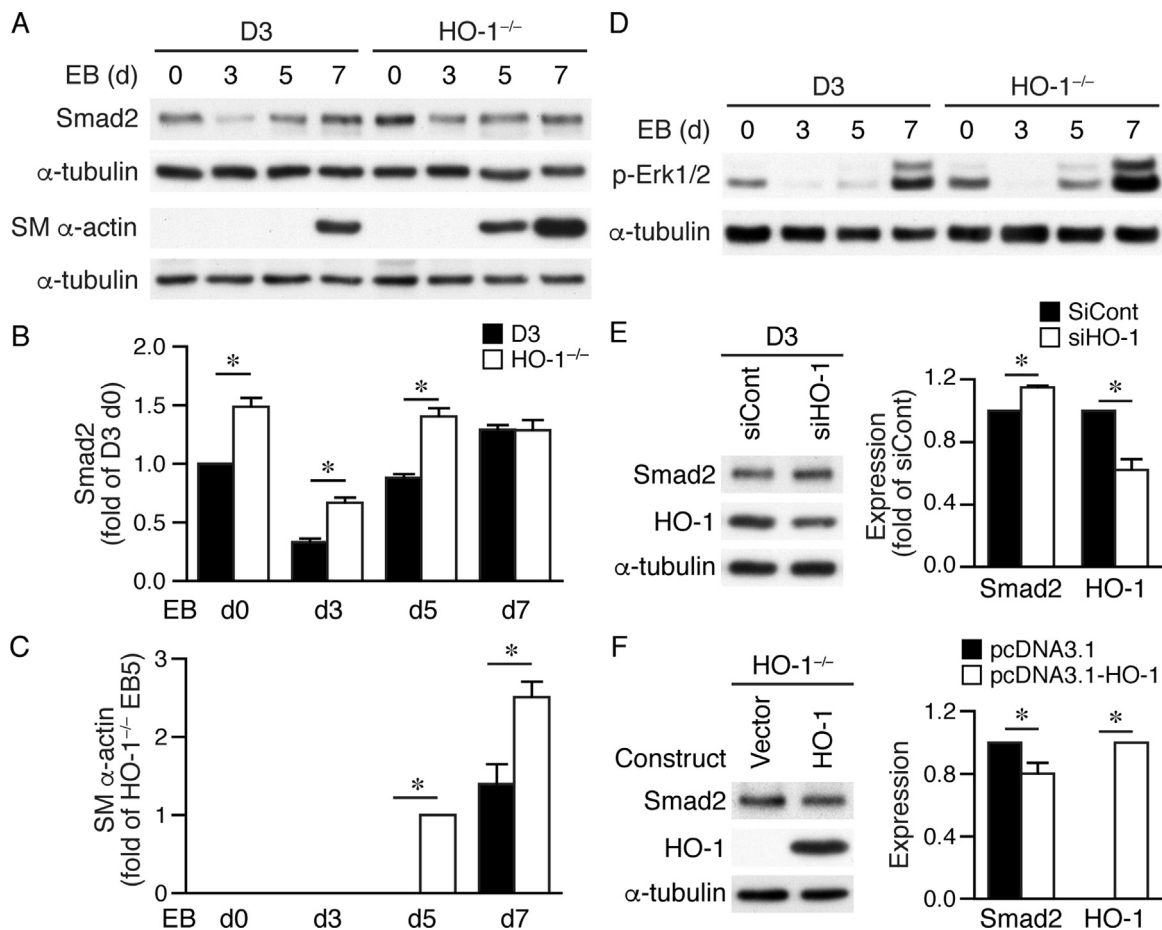 A
D3 HO-1–/–
EB (d) 0 3 5 7 0 3 5 7
Smad2
α-tubulin
SM α-actin
α-tubulin
B
D3
HO-1–/–
Smad2
(fold of D3 d0)
2.0
1.5
1.0
0.5
0.0
* * *
EB d0 d3 d5 d7
C
SM α-actin
(fold of HO-1–/– EB5)
3
2
1
0
* *
EB d0 d3 d5 d7
D
D3 HO-1–/–
EB (d) 0 3 5 7 0 3 5 7
p-Erk1/2
α-tubulin
E
D3
siCont siHO-1
Smad2
HO-1
α-tubulin
SiCont
siHO-1
Expression
(fold of siCont)
1.2
0.8
0.4
0.0
* *
Smad2 HO-1
F
HO-1–/–
Construct Vector HO-1
Smad2
HO-1
α-tubulin
pcDNA3.1
pcDNA3.1-HO-1
Expression
1.2
0.8
0.4
0.0
* *
Smad2 HO-1